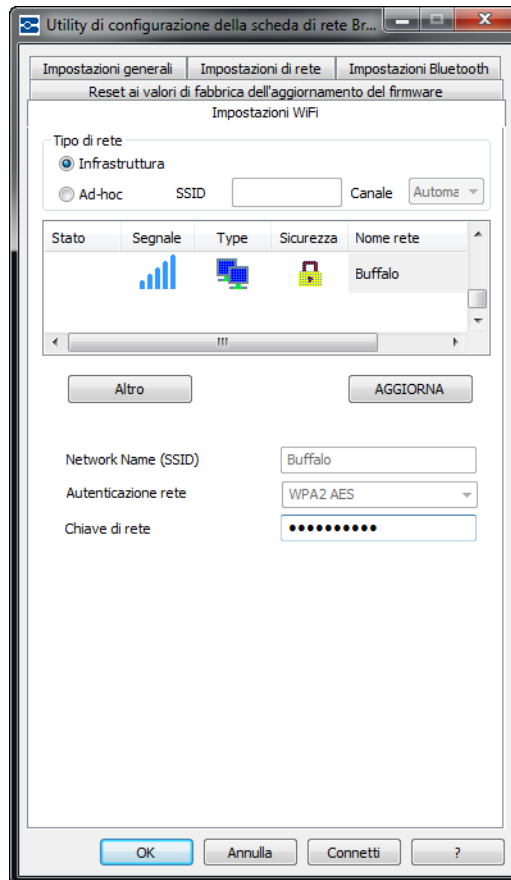 Utility di configurazione della scheda di rete Br...
Impostazioni generali Impostazioni di rete Impostazioni Bluetooth
Reset ai valori di fabbrica dell'aggiornamento del firmware
Impostazioni WiFi
Tipo di rete
Infrastruttura
Ad-hoc SSID Canale Automa
Stato Segnale Type Sicurezza Nome rete
Buffalo
Altro AGGIORNA
Network Name (SSID) Buffalo
Autenticazione rete WPA2 AES
Chiave di rete ••••••••••
OK Annulla Connetti ?